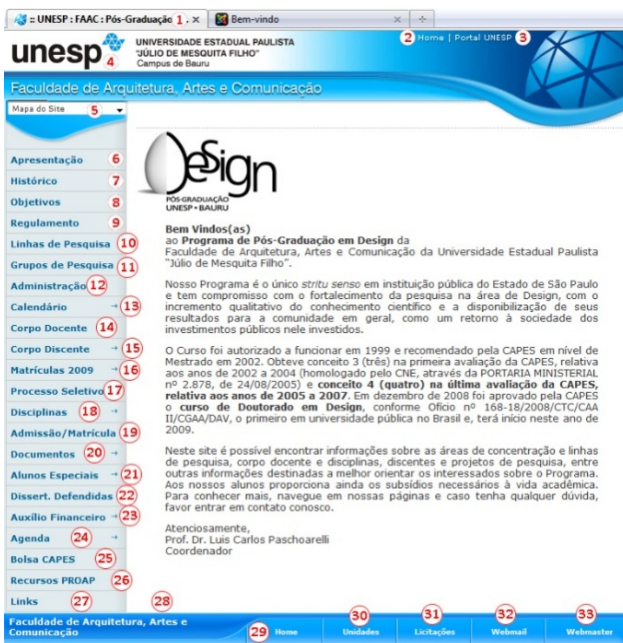 :: UNESP : FAAC : Pós-Graduação 1 . x Bem-vindo x +
unesp 4
UNIVERSIDADE ESTADUAL PAULISTA
"JÚLIO DE MESQUITA FILHO"
Campus de Bauru
2 Home | Portal UNESP 3
Faculdade de Arquitetura, Artes e Comunicação
Mapa do Site 5
Apresentação 6
Histórico 7
Objetivos 8
Regulamento 9
Linhas de Pesquisa 10
Grupos de Pesquisa 11
Administração 12
Calendário 13
Corpo Docente 14
Corpo Discente 15
Matrículas 2009 16
Processo Seletivo 17
Disciplinas 18
Admissão/Matrícula 19
Documentos 20
Alunos Especiais 21
Dissert. Defendidas 22
Auxílio Financeiro 23
Agenda 24
Bolsa CAPES 25
Recursos PROAP 26
Links 27
28
Design
PÓS-GRADUAÇÃO
UNESP • BAURU
Bem Vindos(as)
ao Programa de Pós-Graduação em Design da
Faculdade de Arquitetura, Artes e Comunicação da Universidade Estadual Paulista
"Júlio de Mesquita Filho".
Nosso Programa é o único stritu senso em instituição pública do Estado de São Paulo
e tem compromisso com o fortalecimento da pesquisa na área de Design, com o
incremento qualitativo do conhecimento científico e a disponibilização de seus
resultados para a comunidade em geral, como um retorno à sociedade dos
investimentos públicos nele investidos.
O Curso foi autorizado a funcionar em 1999 e recomendado pela CAPES em nível de
Mestrado em 2002. Obteve conceito 3 (três) na primeira avaliação da CAPES, relativa
aos anos de 2002 a 2004 (homologado pelo CNE, através da PORTARIA MINISTERIAL
nº 2.878, de 24/08/2005) e conceito 4 (quatro) na última avaliação da CAPES,
relativa aos anos de 2005 a 2007. Em dezembro de 2008 foi aprovado pela CAPES
o curso de Doutorado em Design, conforme Ofício nº 168-18/2008/CTC/CAA
II/CGAA/DAV, o primeiro em universidade pública no Brasil e, terá início neste ano de
2009.
Neste site é possível encontrar informações sobre as áreas de concentração e linhas
de pesquisa, corpo docente e disciplinas, discentes e projetos de pesquisa, entre
outras informações destinadas a melhor orientar os interessados sobre o Programa.
Aos nossos alunos proporciona ainda os subsídios necessários à vida acadêmica.
Para conhecer mais, navegue em nossas páginas e caso tenha qualquer dúvida,
favor entrar em contato conosco.
Atenciosamente,
Prof. Dr. Luis Carlos Paschoarelli
Coordenador
Faculdade de Arquitetura, Artes e
Comunicação
29 Home
30 Unidades
31 Licitações
32 Webmail
33 Webmaster